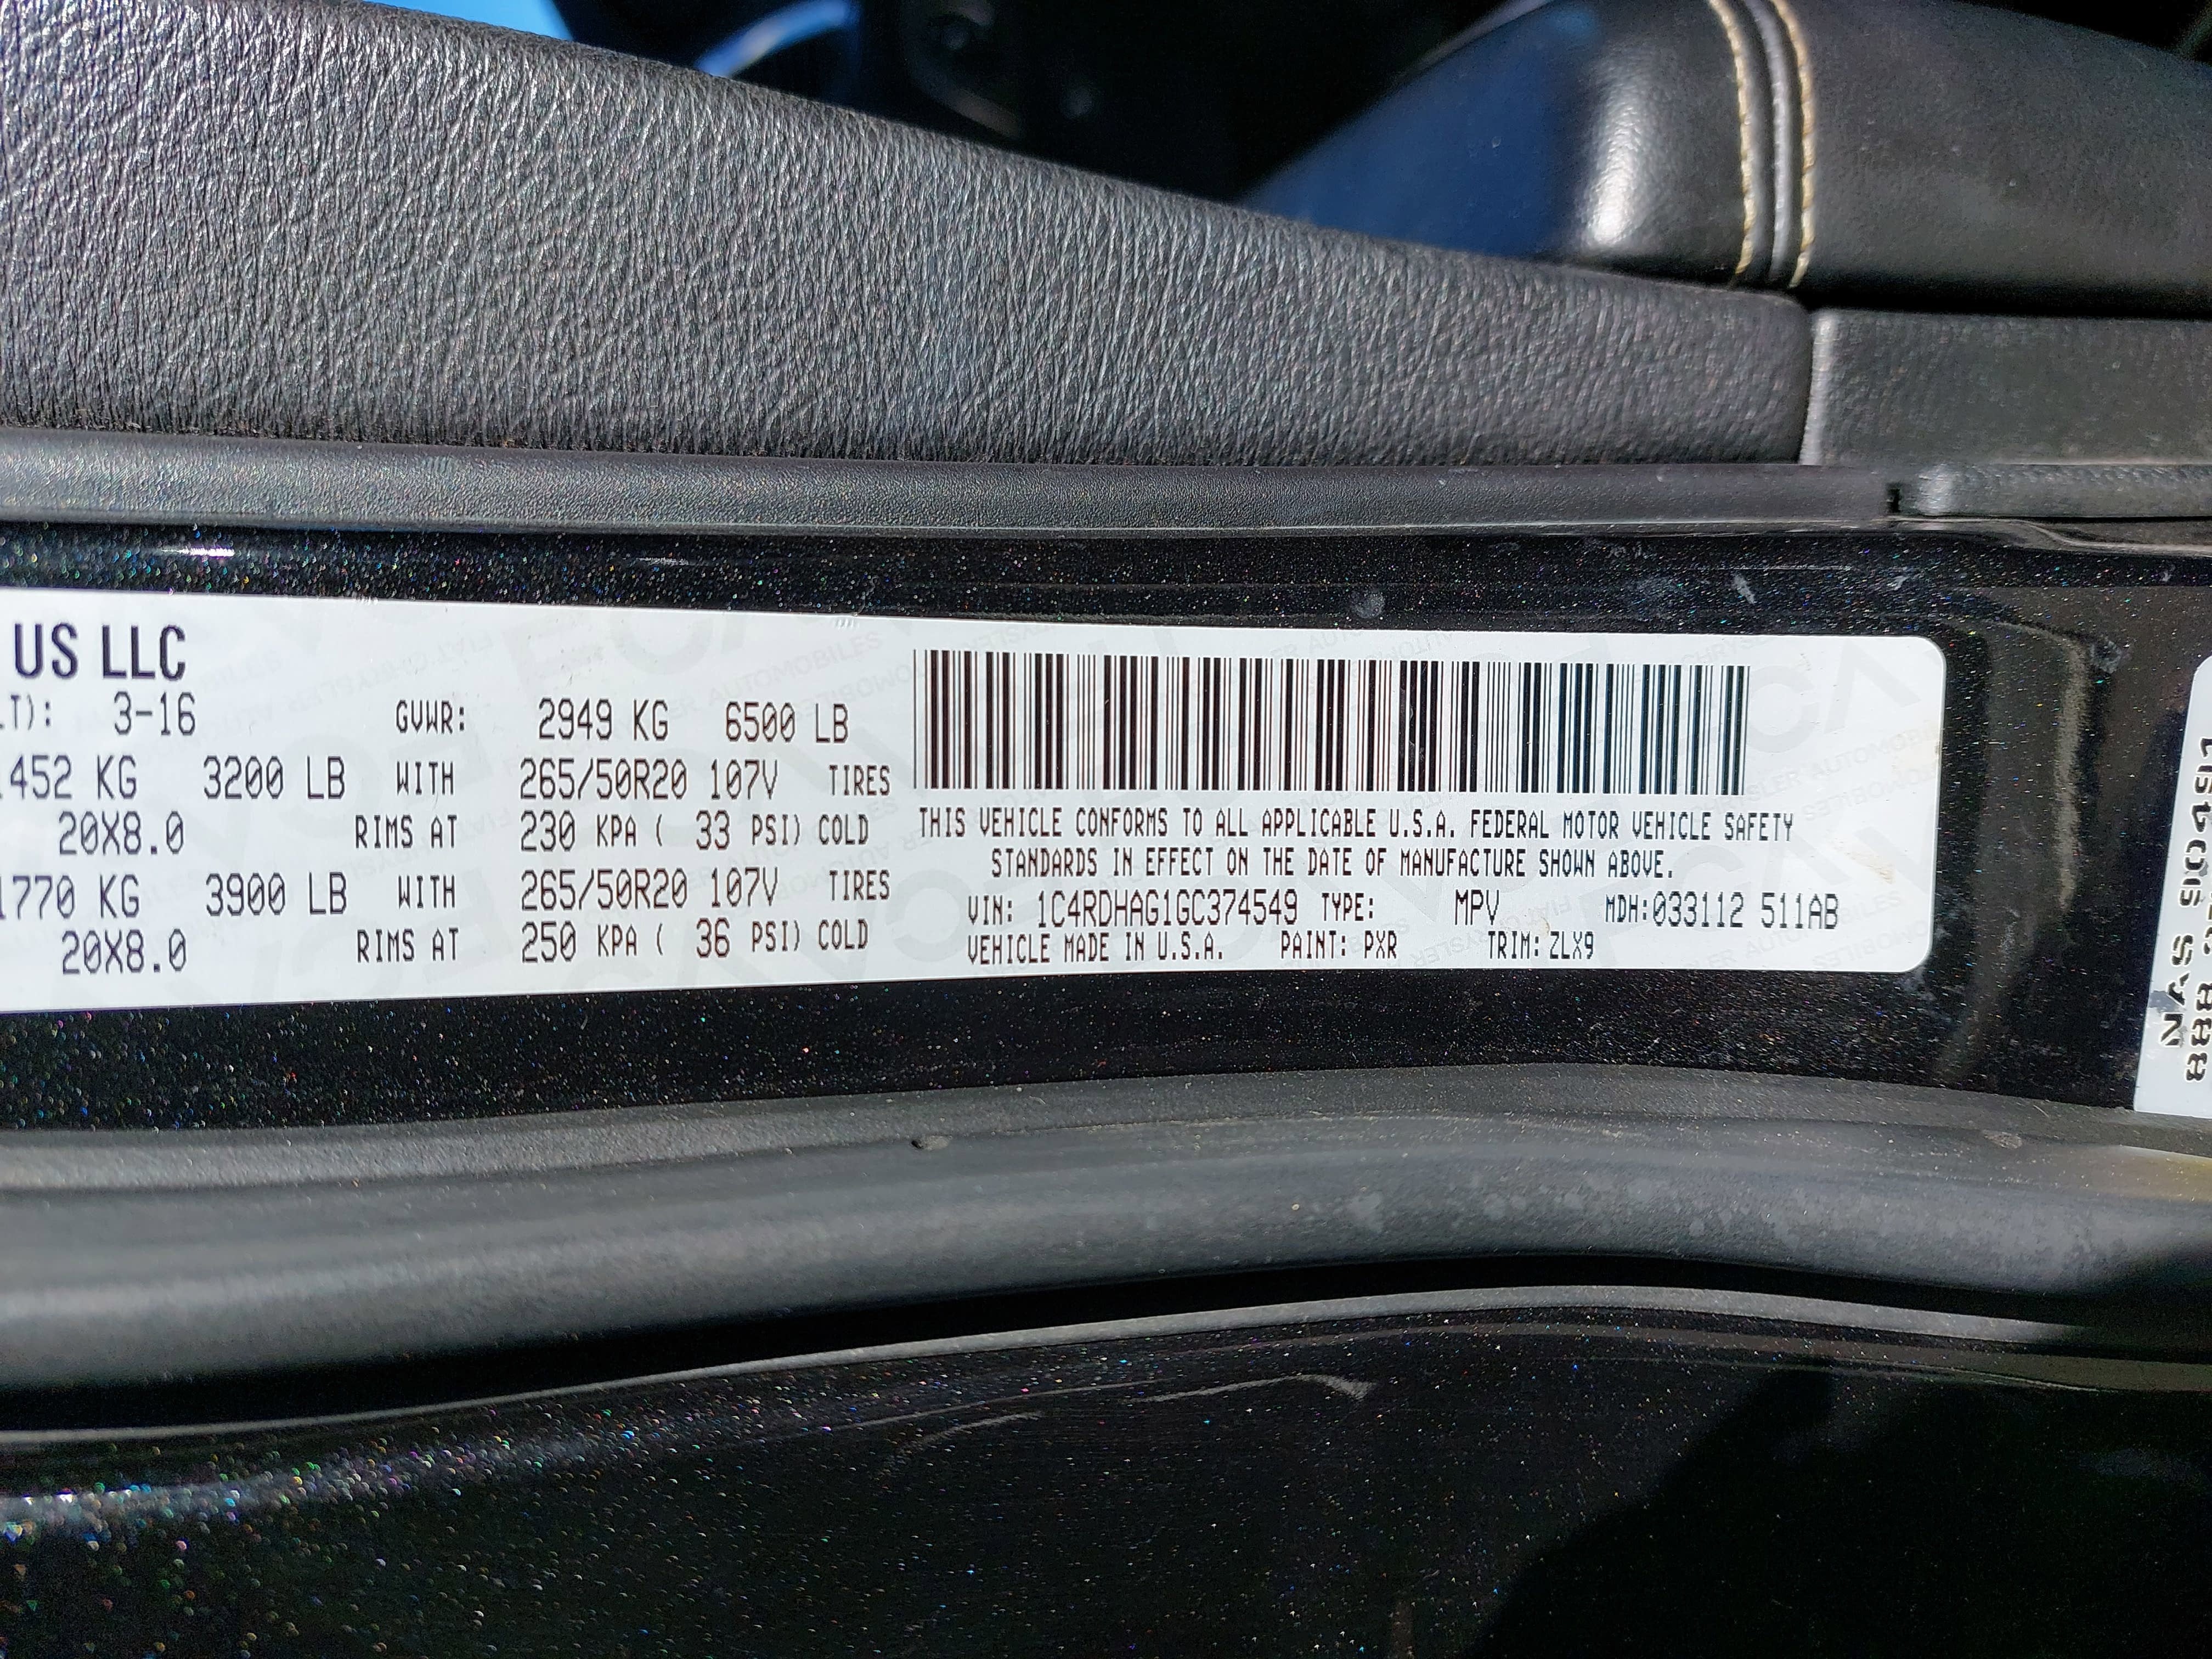 US LLC
LT): 3-16 GVWR: 2949 KG 6500 LB
1452 KG 3200 LB WITH 265/50R20 107V TIRES
20X8.0 RIMS AT 230 KPA ( 33 PSI) COLD
1770 KG 3900 LB WITH 265/50R20 107V TIRES
20X8.0 RIMS AT 250 KPA ( 36 PSI) COLD
THIS VEHICLE CONFORMS TO ALL APPLICABLE U.S.A. FEDERAL MOTOR VEHICLE SAFETY
STANDARDS IN EFFECT ON THE DATE OF MANUFACTURE SHOWN ABOVE.
VIN: 1C4RDHAG1GC374549 TYPE: MPV MDH:033112 511AB
VEHICLE MADE IN U.S.A. PAINT: PXR TRIM: ZLX9